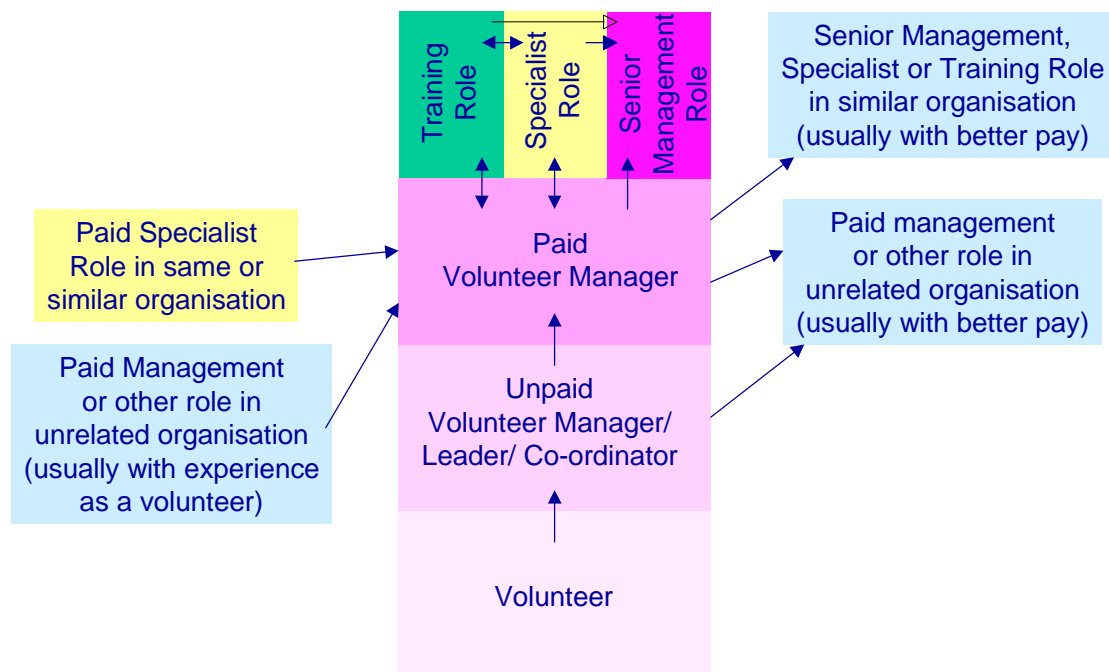 Training
Role
Specialist
Role
Senior
Management
Role
Senior Management,
Specialist or Training Role
in similar organisation
(usually with better pay)
Paid Specialist
Role in same or
similar organisation
Paid
Volunteer Manager
Paid management
or other role in
unrelated organisation
(usually with better pay)
Paid Management
or other role in
unrelated organisation
(usually with experience
as a volunteer)
Unpaid
Volunteer Manager/
Leader/ Co-ordinator
Volunteer